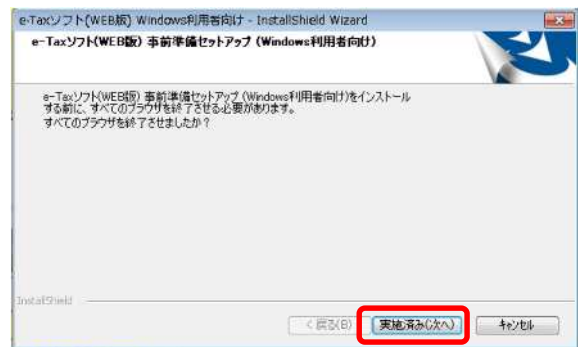 e-Taxソフト(WEB版) Windows利用者向け - InstallShield Wizard
e-Taxソフト(WEB版) 事前準備セットアップ (Windows利用者向け)
e-Taxソフト(WEB版) 事前準備セットアップ (Windows利用者向け)をインストール
する前に、すべてのブラウザを終了させる必要があります。
すべてのブラウザを終了させましたか？
InstallShield
< 戻る(B)
実施済み(次へ)
キャンセル